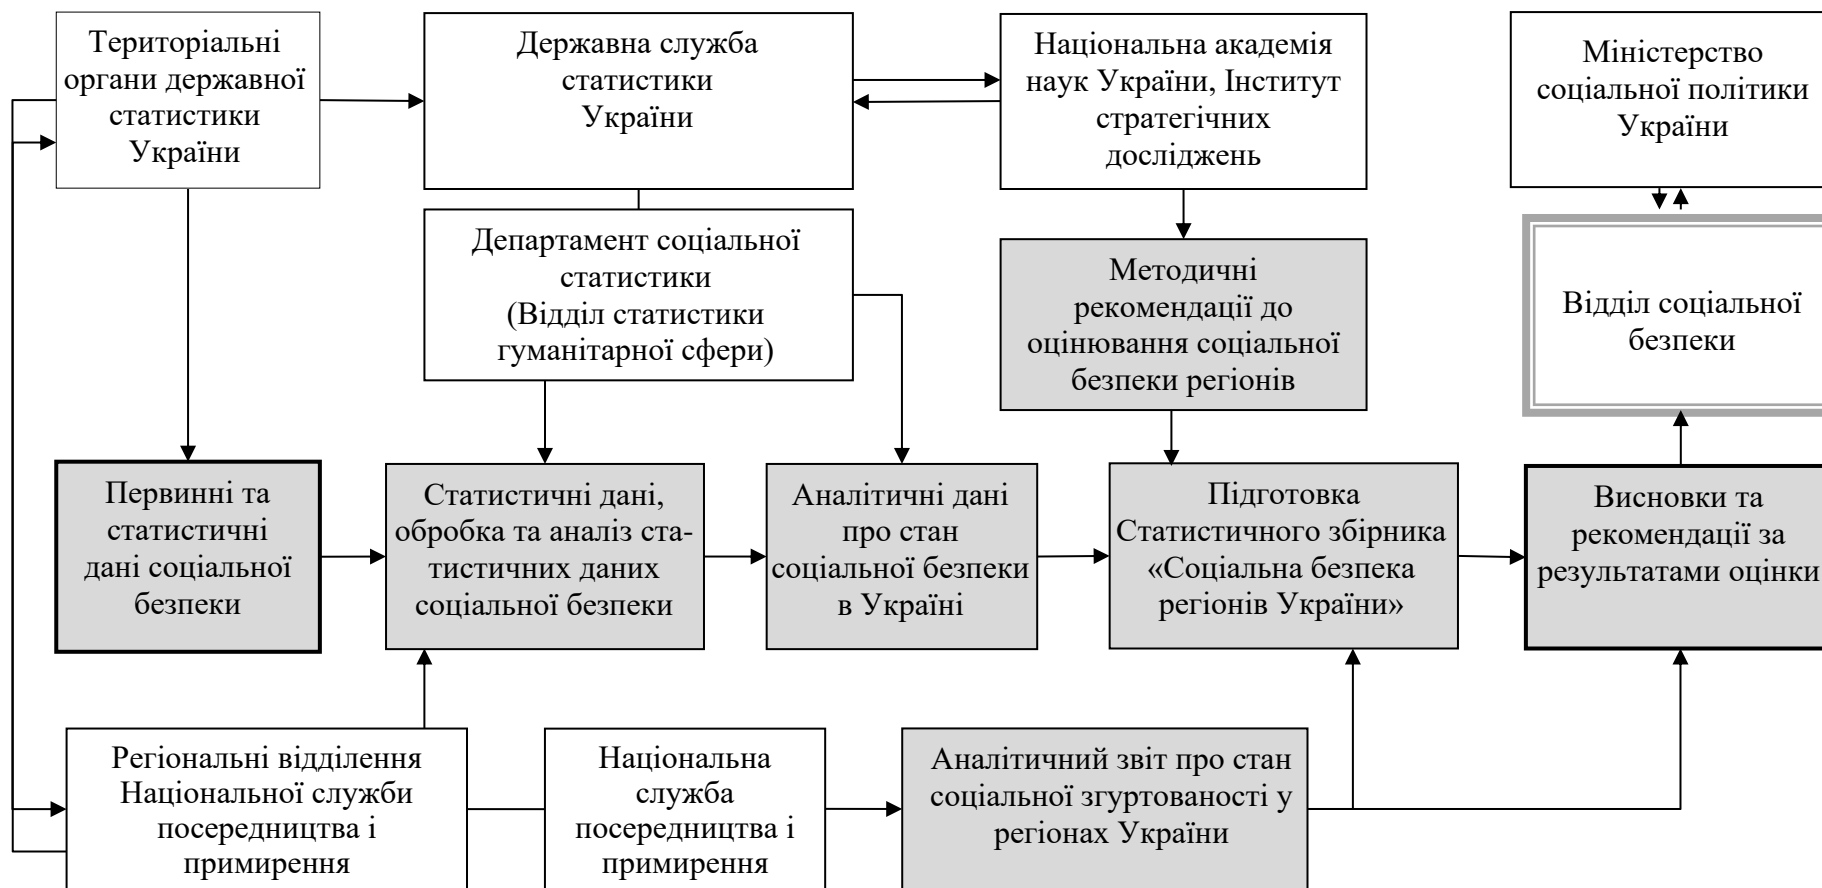 Територіальні
органи державної
статистики
України
Державна служба
статистики
України
Національна академія
наук України, Інститут
стратегічних
досліджень
Міністерство
соціальної політики
України
Департамент соціальної
статистики
(Відділ статистики
гуманітарної сфери)
Методичні
рекомендації до
оцінювання соціальної
безпеки регіонів
Відділ соціальної
безпеки
Первинні та
статистичні
дані соціальної
безпеки
Статистичні дані,
обробка та аналіз ста-
тистичних даних
соціальної безпеки
Аналітичні дані
про стан
соціальної безпеки
в Україні
Підготовка
Статистичного збірника
«Соціальна безпека
регіонів України»
Висновки та
рекомендації за
результатами оцінки
Регіональні відділення
Національної служби
посередництва і
примирення
Національна
служба
посередництва і
примирення
Аналітичний звіт про стан
соціальної згуртованості у
регіонах України